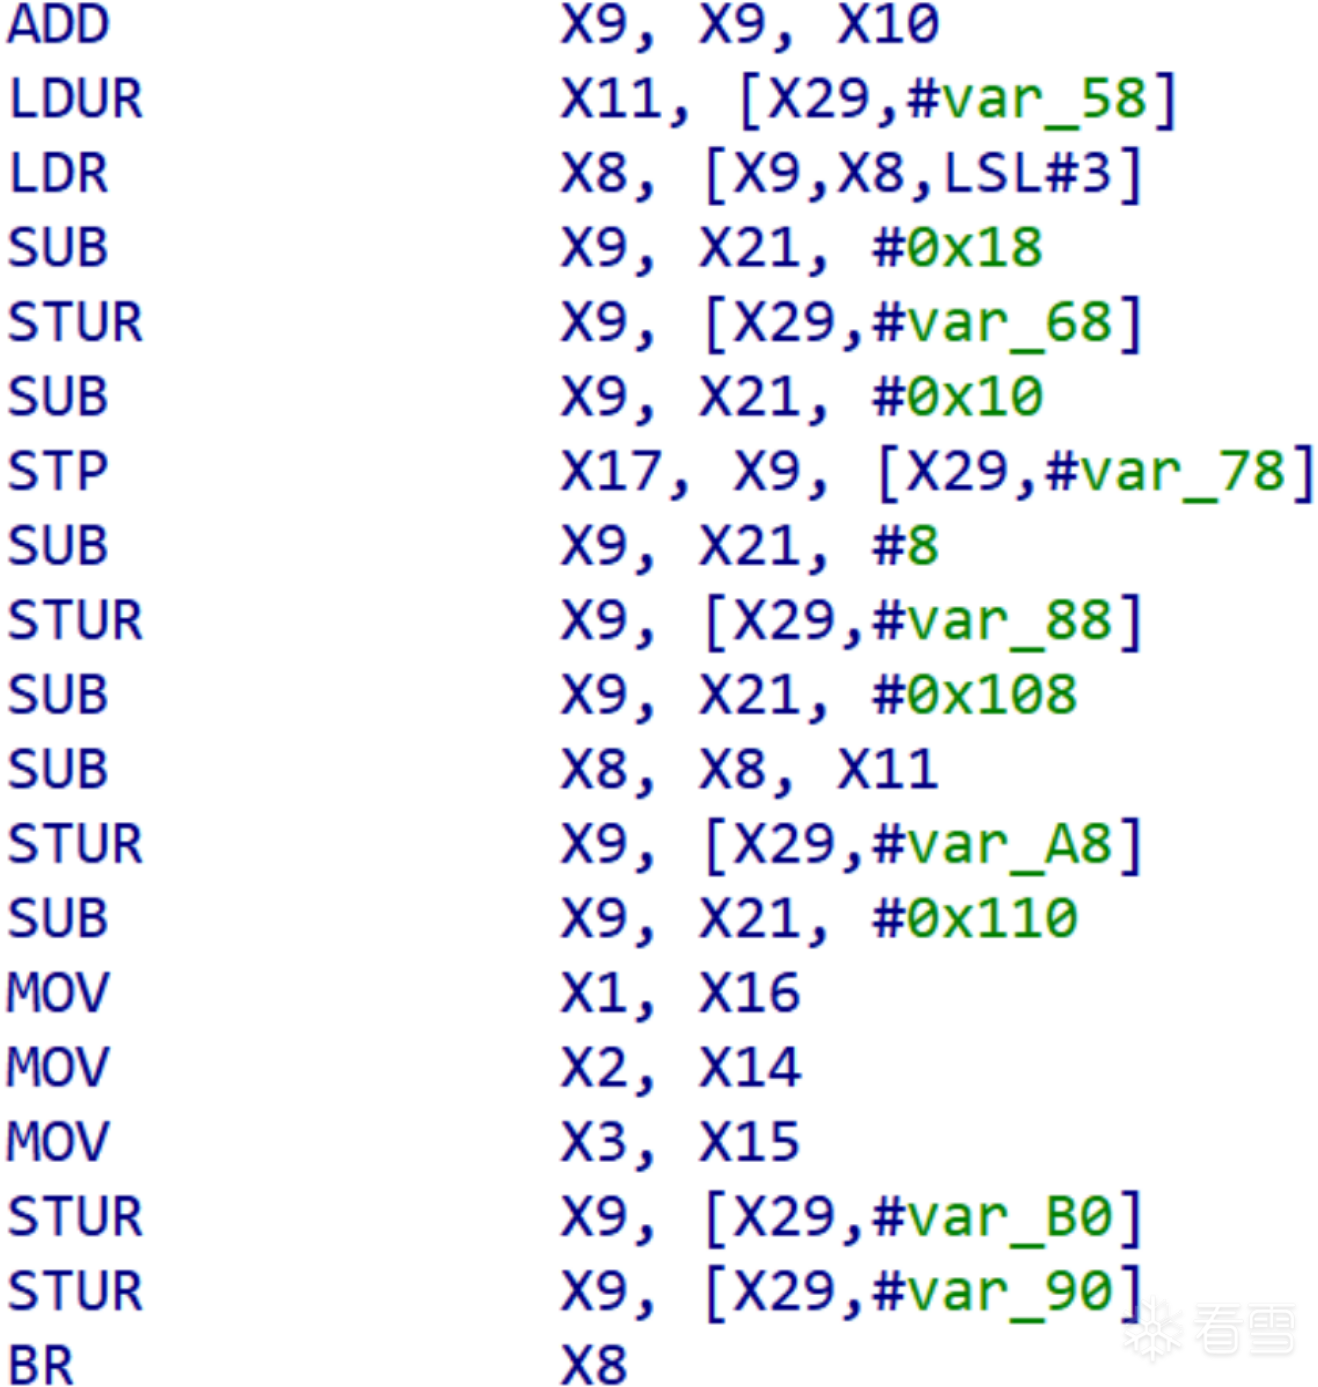 ADD X9, X9, X10
LDUR X11, [X29,#var_58]
LDR X8, [X9,X8,LSL#3]
SUB X9, X21, #0x18
STUR X9, [X29,#var_68]
SUB X9, X21, #0x10
STP X17, X9, [X29,#var_78]
SUB X9, X21, #8
STUR X9, [X29,#var_88]
SUB X9, X21, #0x108
SUB X8, X8, X11
STUR X9, [X29,#var_A8]
SUB X9, X21, #0x110
MOV X1, X16
MOV X2, X14
MOV X3, X15
STUR X9, [X29,#var_B0]
STUR X9, [X29,#var_90]
看雪
BR X8